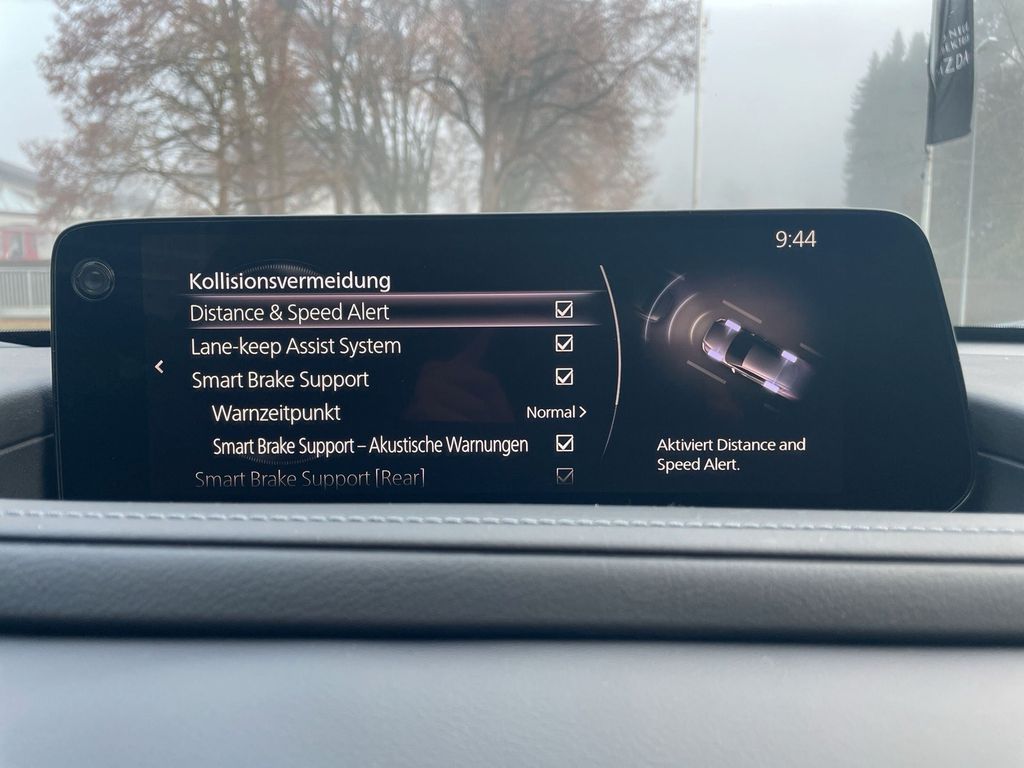 9:44
Kollisionsvermeidung
Distance & Speed Alert
Lane-keep Assist System
Smart Brake Support
Warnzeitpunkt Normal >
Smart Brake Support – Akustische Warnungen
Smart Brake Support [Rear]
Aktiviert Distance and
Speed Alert.